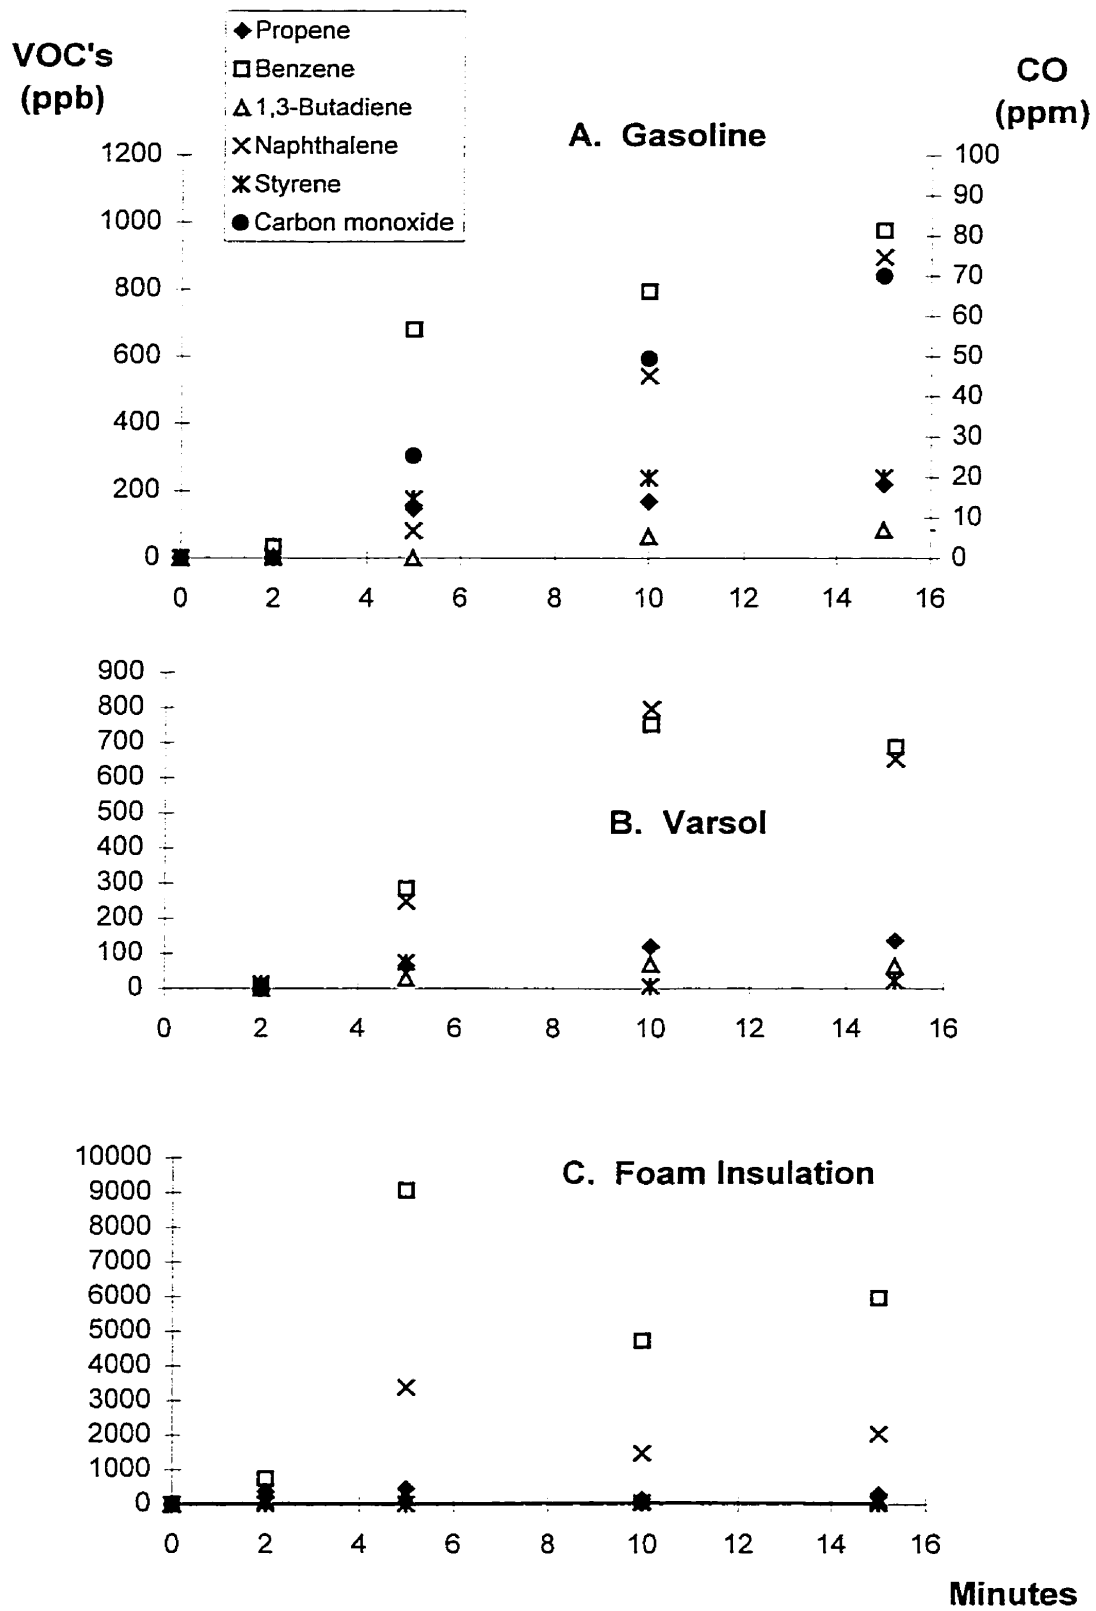 VOC's
(ppb)
Propene
Benzene
1,3-Butadiene
Naphthalene
Styrene
Carbon monoxide
CO
(ppm)
A. Gasoline
1200
1000
800
600
400
200
0
100
90
80
70
60
50
40
30
20
10
0
0 2 4 6 8 10 12 14 16
900
800
700
600
500
400
300
200
100
0
B. Varsol
0 2 4 6 8 10 12 14 16
10000
9000
8000
7000
6000
5000
4000
3000
2000
1000
0
C. Foam Insulation
0 2 4 6 8 10 12 14 16
Minutes